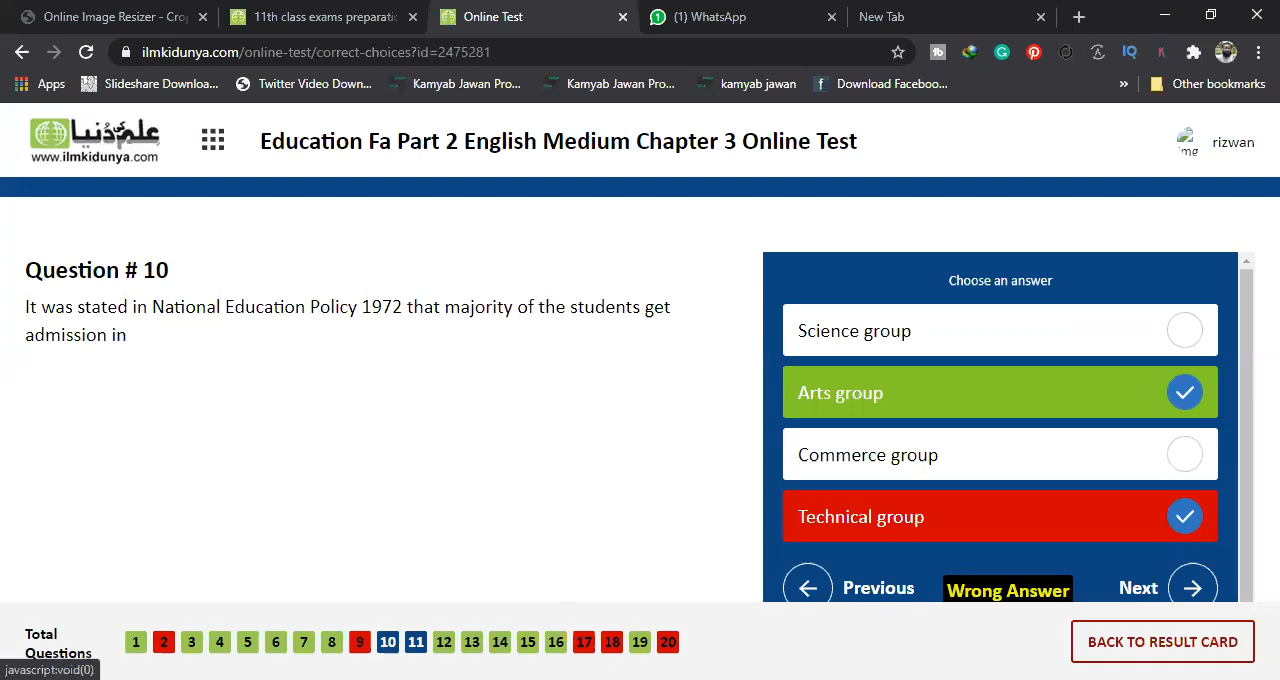 Online Image Resizer - Cro
11th class exams preparati
Online Test
(1) WhatsApp
New Tab
ilmkidunya.com/online-test/correct-choices?id=2475281
Apps
Slideshare Downloa...
Twitter Video Down...
Kamyab Jawan Pro...
Kamyab Jawan Pro...
kamyab jawan
Download Faceboo...
»
Other bookmarks
علم کی دنیا
www.ilmkidunya.com
Education Fa Part 2 English Medium Chapter 3 Online Test
img
rizwan
Question # 10
It was stated in National Education Policy 1972 that majority of the students get
admission in
Choose an answer
Science group
Arts group
Commerce group
Technical group
Previous
Wrong Answer
Next
Total
Questions
1 2 3 4 5 6 7 8 9 10 11 12 13 14 15 16 17 18 19 20
BACK TO RESULT CARD
javascript:void(0)